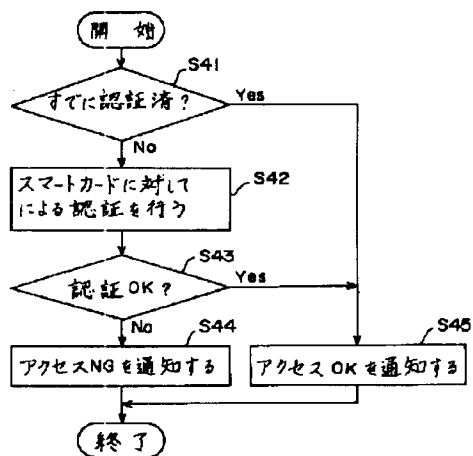 開始
S41
すでに認証済？
Yes
No
スマートカードに対して
による認証を行う
S42
S43
認証OK？
Yes
No
S44
アクセスNGを通知する
S45
アクセスOKを通知する
終了